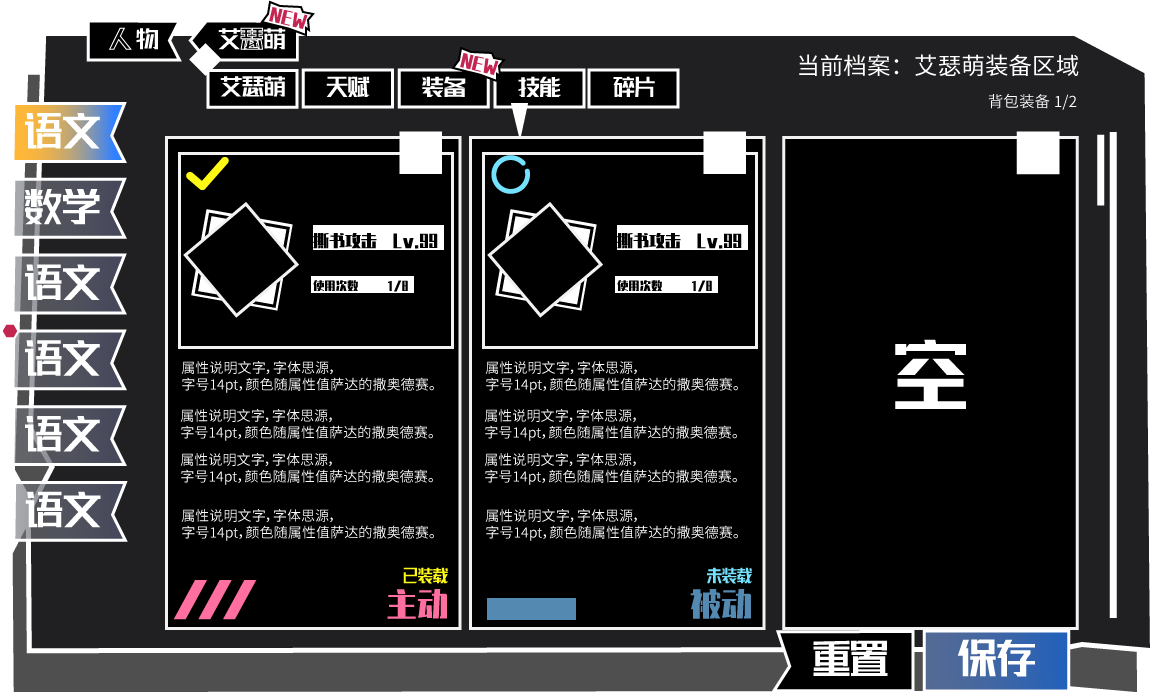 人物
艾瑟萌
NEW
艾瑟萌
天赋
装备
NEW
技能
碎片
当前档案：艾瑟萌装备区域
背包装备 1/2
语文
数学
语文
语文
语文
语文
撕书攻击 Lv.99
使用次数 1/8
属性说明文字，字体思源，
字号14pt，颜色随属性值萨达的撒奥德赛。
属性说明文字，字体思源，
字号14pt，颜色随属性值萨达的撒奥德赛。
属性说明文字，字体思源，
字号14pt，颜色随属性值萨达的撒奥德赛。
属性说明文字，字体思源，
字号14pt，颜色随属性值萨达的撒奥德赛。
已装载
主动
撕书攻击 Lv.99
使用次数 1/8
属性说明文字，字体思源，
字号14pt，颜色随属性值萨达的撒奥德赛。
属性说明文字，字体思源，
字号14pt，颜色随属性值萨达的撒奥德赛。
属性说明文字，字体思源，
字号14pt，颜色随属性值萨达的撒奥德赛。
属性说明文字，字体思源，
字号14pt，颜色随属性值萨达的撒奥德赛。
未装载
被动
空
重置
保存